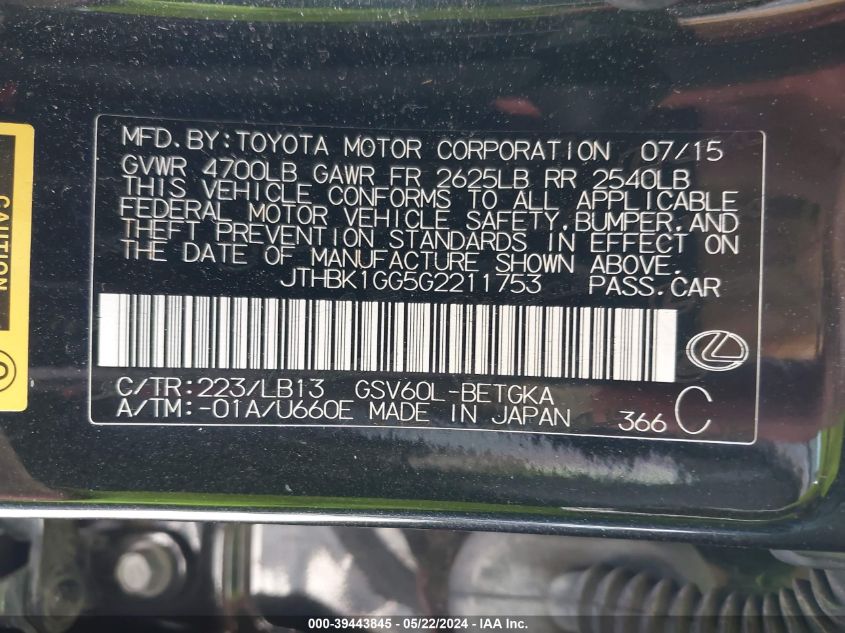 MFD.BY:TOYOTA MOTOR CORPORATION 07/15
GVWR 4700LB GAWR FR 2625LB RR 2540LB
THIS VEHICLE CONFORMS TO ALL APPLICABLE
FEDERAL MOTOR VEHICLE SAFETY,BUMPER,AND
THEFT PREVENTION STANDARDS IN EFFECT ON
THE DATE OF MANUFACTURE SHOWN ABOVE.
JTHBK1GG5G2211753 PASS.CAR
C/TR:223/LB13 GSV60L-BETGKA
A/TM:-01A/U660E MADE IN JAPAN 366 C
CAUTION
000-39443845 - 05/22/2024 - IAAI Inc.